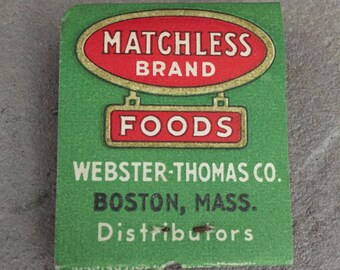 MATCHLESS
BRAND
FOODS
WEBSTER-THOMAS CO.
BOSTON, MASS.
Distributors